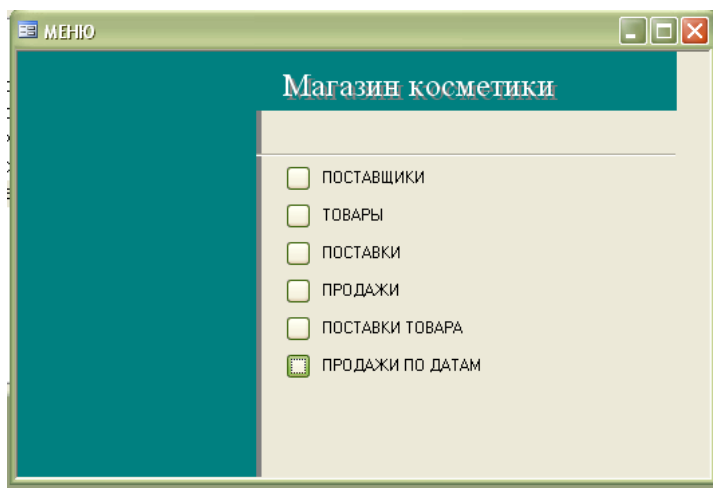 МЕНЮ
Магазин косметики
ПОСТАВЩИКИ
ТОВАРЫ
ПОСТАВКИ
ПРОДАЖИ
ПОСТАВКИ ТОВАРА
ПРОДАЖИ ПО ДАТАМ